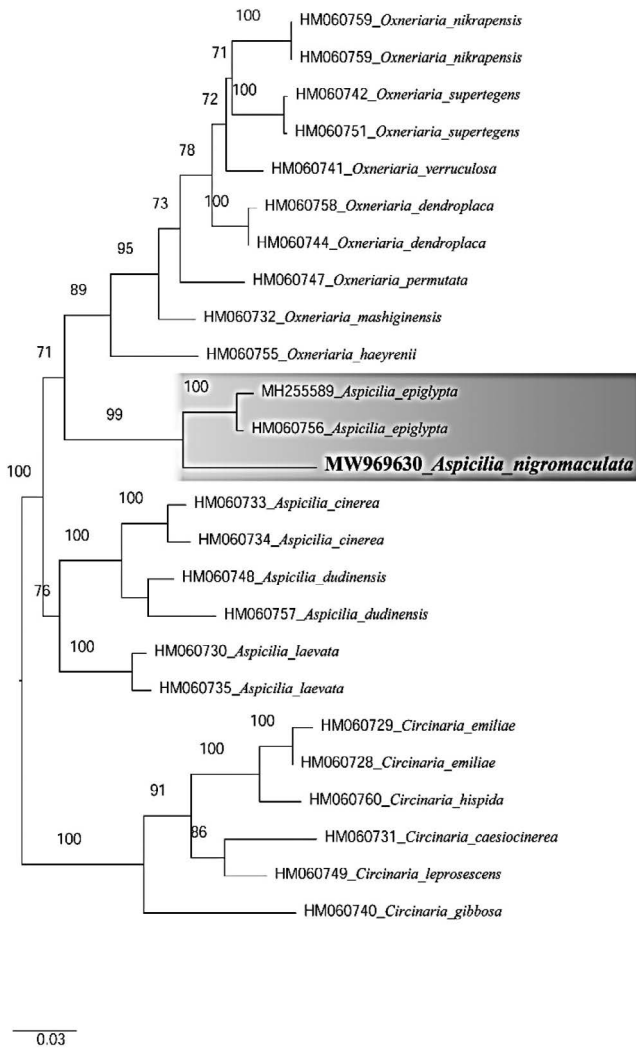 100
HM060759_Oxneriaria_nikrapensis
71
HM060759_Oxneriaria_nikrapensis
100
HM060742_Oxneriaria_supertegens
72
HM060751_Oxneriaria_supertegens
78
HM060741_Oxneriaria_verruculosa
100
HM060758_Oxneriaria_dendroplaca
73
HM060744_Oxneriaria_dendroplaca
95
HM060747_Oxneriaria_permutata
89
HM060732_Oxneriaria_mashiginensis
71
HM060755_Oxneriaria_haeyrenii
100
MH255589_Aspicilia_epiglypta
99
HM060756_Aspicilia_epiglypta
MW969630_Aspicilia_nigromaculata
100
100
100
HM060733_Aspicilia_cinerea
100
HM060734_Aspicilia_cinerea
HM060748_Aspicilia_dudinensis
76
HM060757_Aspicilia_dudinensis
100
HM060730_Aspicilia_laevata
HM060735_Aspicilia_laevata
100
HM060729_Circinaria_emiliae
100
HM060728_Circinaria_emiliae
91
HM060760_Circinaria_hispida
86
HM060731_Circinaria_caesiocinerea
100
HM060749_Circinaria_leprosescens
HM060740_Circinaria_gibbosa
0.03